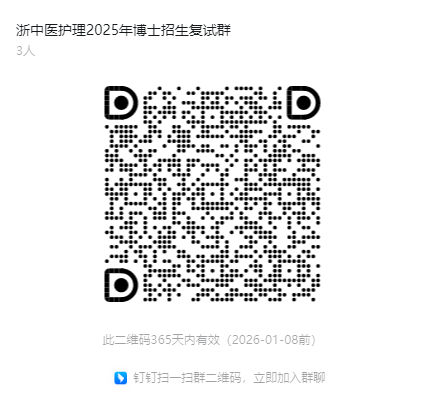 浙中医护理2025年博士招生复试群
3人
此二维码365天内有效（2026-01-08前）
钉钉扫一扫群二维码，立即加入群聊